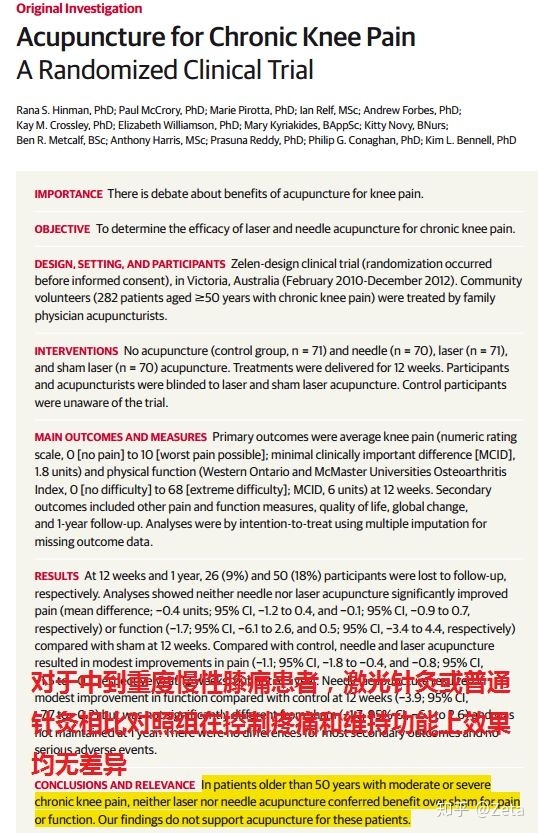 Original Investigation
Acupuncture for Chronic Knee Pain
A Randomized Clinical Trial
Rana S. Hinman, PhD; Paul McCrory, PhD; Marie Pirotta, PhD; Ian Relf, MSc; Andrew Forbes, PhD;
Kay M. Crossley, PhD; Elizabeth Williamson, PhD; Mary Kyriakides, BAppSc; Kitty Novy, BNurs;
Ben R. Metcalf, BSc; Anthony Harris, MSc; Prasuna Reddy, PhD; Philip G. Conaghan, PhD; Kim L. Bennell, PhD
IMPORTANCE There is debate about benefits of acupuncture for knee pain.
OBJECTIVE To determine the efficacy of laser and needle acupuncture for chronic knee pain.
DESIGN, SETTING, AND PARTICIPANTS Zelen-design clinical trial (randomization occurred
before informed consent), in Victoria, Australia (February 2010-December 2012). Community
volunteers (282 patients aged ≥50 years with chronic knee pain) were treated by family
physician acupuncturists.
INTERVENTIONS No acupuncture (control group, n = 71) and needle (n = 70), laser (n = 71),
and sham laser (n = 70) acupuncture. Treatments were delivered for 12 weeks. Participants
and acupuncturists were blinded to laser and sham laser acupuncture. Control participants
were unaware of the trial.
MAIN OUTCOMES AND MEASURES Primary outcomes were average knee pain (numeric rating
scale, 0 [no pain] to 10 [worst pain possible]; minimal clinically important difference [MCID],
1.8 units) and physical function (Western Ontario and McMaster Universities Osteoarthritis
Index, 0 [no difficulty] to 68 [extreme difficulty]; MCID, 6 units) at 12 weeks. Secondary
outcomes included other pain and function measures, quality of life, global change,
and 1-year follow-up. Analyses were by intention-to-treat using multiple imputation for
missing outcome data.
RESULTS At 12 weeks and 1 year, 26 (9%) and 50 (18%) participants were lost to follow-up,
respectively. Analyses showed neither needle nor laser acupuncture significantly improved
pain (mean difference; −0.4 units; 95% CI, −1.2 to 0.4, and −0.1; 95% CI, −0.9 to 0.7,
respectively) or function (−1.7; 95% CI, −6.1 to 2.6, and 0.5; 95% CI, −3.4 to 4.4, respectively)
compared with sham at 12 weeks. Compared with control, needle and laser acupuncture
resulted in modest improvements in pain (−1.1; 95% CI, −1.8 to −0.4, and −0.8; 95% CI,
对于中到重度慢性膝痛患者，激光针灸或普通
modest improvement in function compared with control at 12 weeks (−3.9; 95% CI,
针灸相比对照组在控制疼痛和维持功能上效果
not maintained at 1 year. There were no differences for most secondary outcomes and no
serious adverse events.
均无差异
CONCLUSIONS AND RELEVANCE In patients older than 50 years with moderate or severe
chronic knee pain, neither laser nor needle acupuncture conferred benefit over sham for pain
or function. Our findings do not support acupuncture for these patients.
知乎 @Zeta